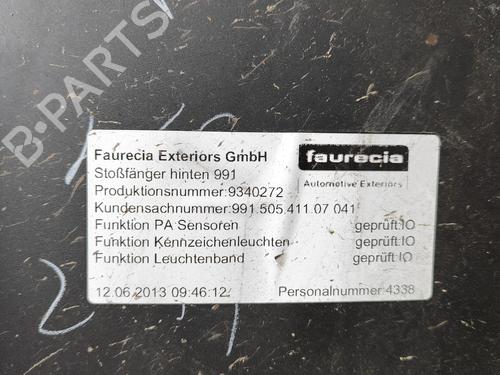 B-PARTS
Faurecia Exteriors GmbH
faurecia
Stoßfänger hinten 991
Automotive Exteriors
Produktionsnummer:9340272
Kundensachnummer:991.505.411.07 041
Funktion PA Sensoren geprüft:IO
Funktion Kennzeichenleuchten geprüft:IO
Funktion Leuchtenband geprüft:IO
12.06.2013 09:46:12 Personalnummer:4338